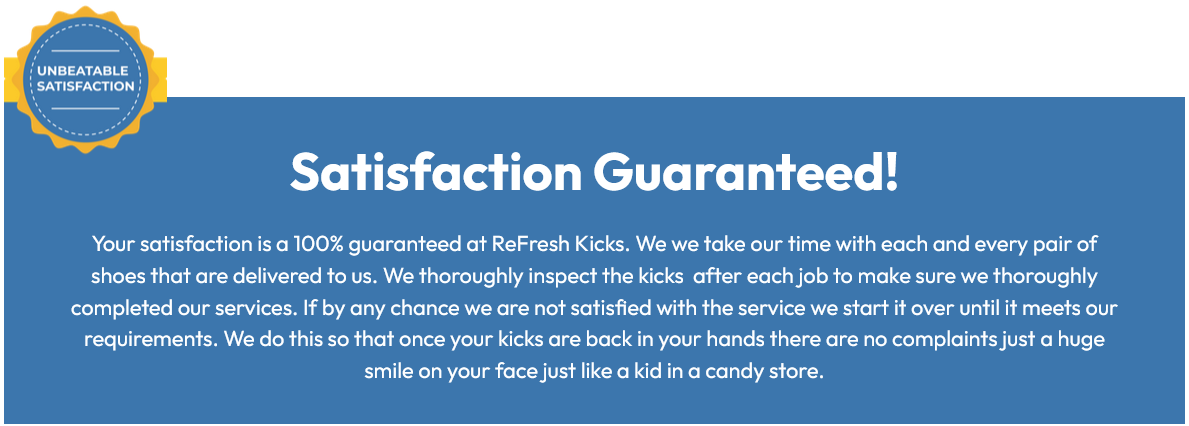 UNBEATABLE
SATISFACTION
Satisfaction Guaranteed!
Your satisfaction is a 100% guaranteed at ReFresh Kicks. We we take our time with each and every pair of
shoes that are delivered to us. We thoroughly inspect the kicks  after each job to make sure we thoroughly
completed our services. If by any chance we are not satisfied with the service we start it over until it meets our
requirements. We do this so that once your kicks are back in your hands there are no complaints just a huge
smile on your face just like a kid in a candy store.